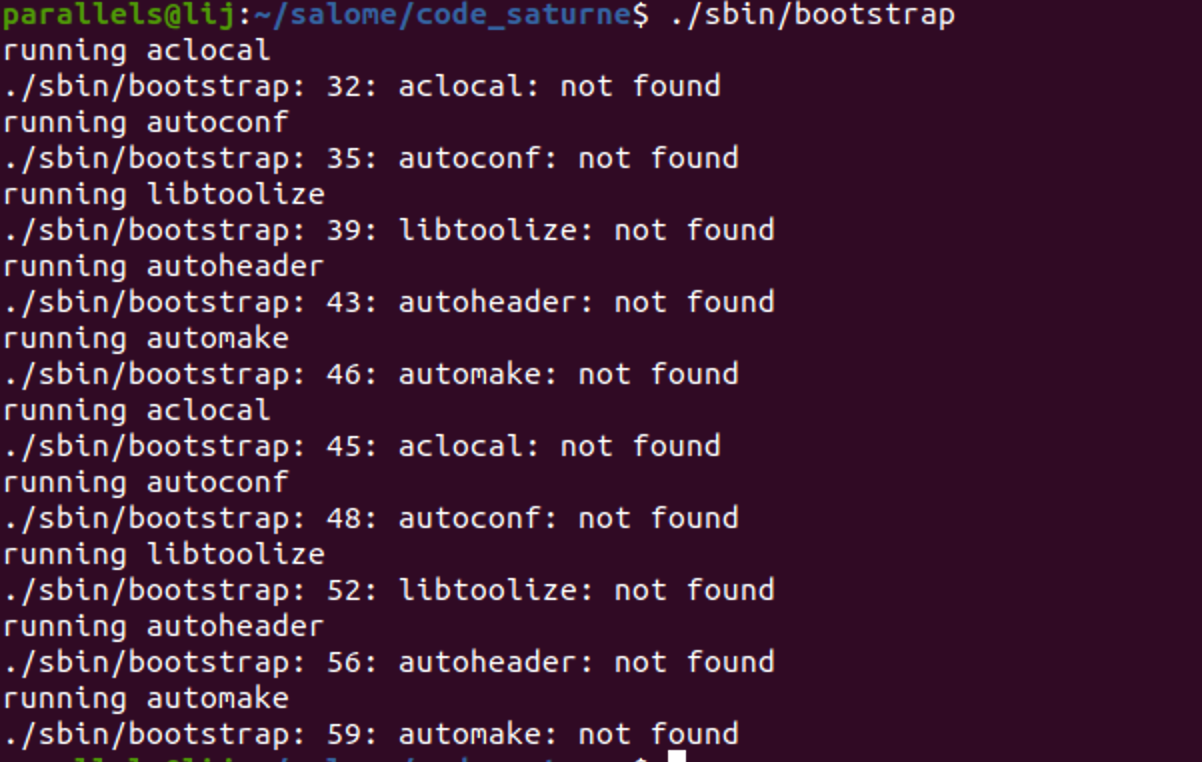 parallels@lij:~/salome/code_saturne$ ./sbin/bootstrap
running aclocal
./sbin/bootstrap: 32: aclocal: not found
running autoconf
./sbin/bootstrap: 35: autoconf: not found
running libtoolize
./sbin/bootstrap: 39: libtoolize: not found
running autoheader
./sbin/bootstrap: 43: autoheader: not found
running automake
./sbin/bootstrap: 46: automake: not found
running aclocal
./sbin/bootstrap: 45: aclocal: not found
running autoconf
./sbin/bootstrap: 48: autoconf: not found
running libtoolize
./sbin/bootstrap: 52: libtoolize: not found
running autoheader
./sbin/bootstrap: 56: autoheader: not found
running automake
./sbin/bootstrap: 59: automake: not found